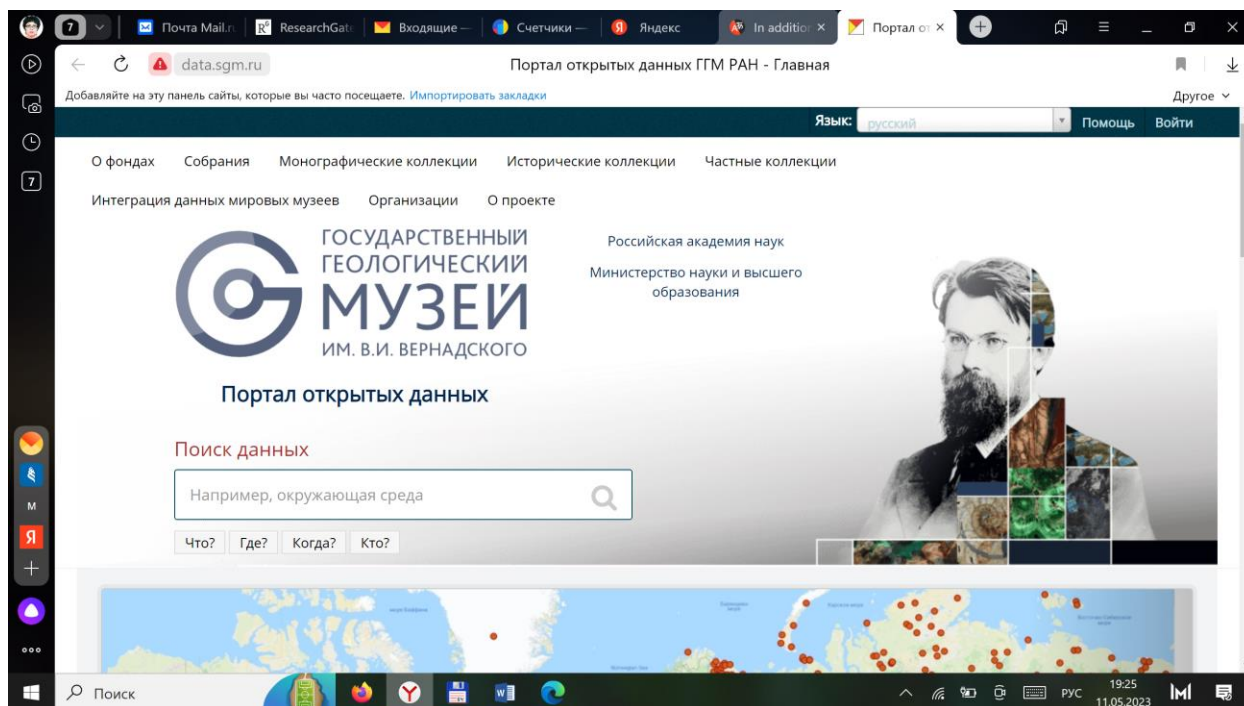 7
Почта Mail.ru
ResearchGate
Входящие —
Счетчики —
Яндекс
In addition
Портал от
data.sgm.ru
Портал открытых данных ГГМ РАН - Главная
Добавляйте на эту панель сайты, которые вы часто посещаете. Импортировать закладки
Другое
Язык: русский Помощь Войти
О фондах Собрания Монографические коллекции Исторические коллекции Частные коллекции
Интеграция данных мировых музеев Организации О проекте
7
ГОСУДАРСТВЕННЫЙ
ГЕОЛОГИЧЕСКИЙ
МУЗЕЙ
ИМ. В.И. ВЕРНАДСКОГО
Российская академия наук
Министерство науки и высшего
образования
Портал открытых данных
Поиск данных
Например, окружающая среда
Что? Где? Когда? Кто?
М
Я
Поиск
РУС
19:25
11.05.2023